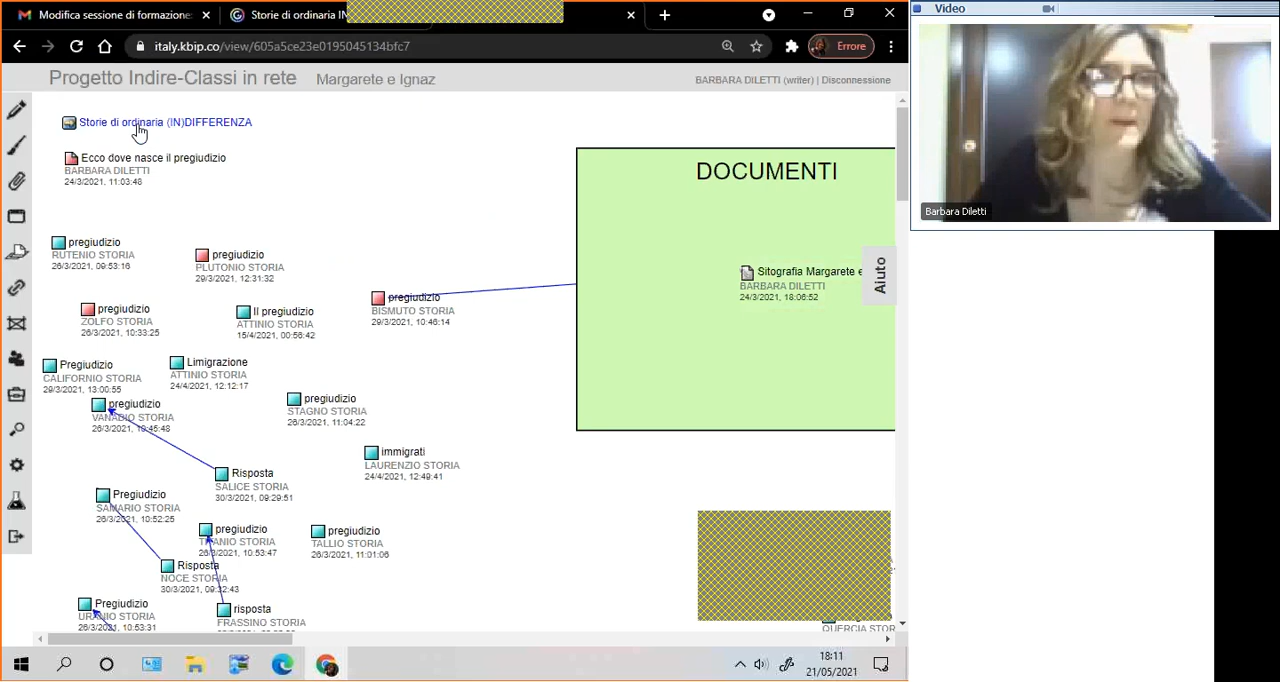 Modifica sessione di formazione:
Storie di ordinaria IN
italy.kbip.co/view/605a5ce23e0195045134bfc7
Errore
Video
Progetto Indire-Classi in rete
Margarete e Ignaz
BARBARA DILETTI (writer) | Disconnessione
Storie di ordinaria (IN)DIFFERENZA
Ecco dove nasce il pregiudizio
BARBARA DILETTI
24/3/2021, 11:03:48
DOCUMENTI
Sitografia Margarete e
BARBARA DILETTI
24/3/2021, 18:06:52
Aiuto
Barbara Diletti
pregiudizio
RUTENIO STORIA
26/3/2021, 09:53:16
pregiudizio
PLUTONIO STORIA
29/3/2021, 12:31:32
pregiudizio
BISMUTO STORIA
29/3/2021, 10:46:14
pregiudizio
ZOLFO STORIA
26/3/2021, 10:33:25
Il pregiudizio
ATTINIO STORIA
15/4/2021, 00:56:42
Pregiudizio
CALIFORNIO STORIA
29/3/2021, 13:00:55
Limigrazione
ATTINIO STORIA
24/4/2021, 12:12:17
pregiudizio
VANADIO STORIA
26/3/2021, 10:45:48
pregiudizio
STAGNO STORIA
26/3/2021, 11:04:22
immigrati
LAURENZIO STORIA
24/4/2021, 12:49:41
Risposta
SALICE STORIA
30/3/2021, 09:29:51
Pregiudizio
SAMARIO STORIA
26/3/2021, 10:52:25
pregiudizio
TITANIO STORIA
26/3/2021, 10:53:47
pregiudizio
TALLIO STORIA
26/3/2021, 11:01:06
Risposta
NOCE STORIA
30/3/2021, 09:32:43
Pregiudizio
URANIO STORIA
26/3/2021, 10:53:31
risposta
FRASSINO STORIA
QUERCIA STOR
18:11
21/05/2021